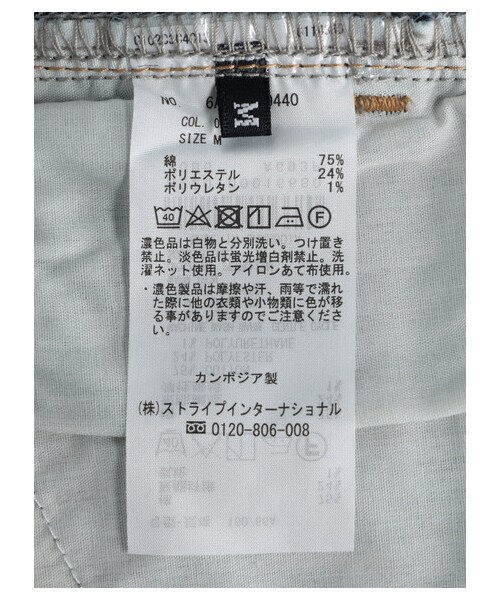 M
NO.
0440
COL. 0
SIZE M
綿 75%
ポリエステル 24%
ポリウレタン 1%
40
F
濃色品は白物と分別洗い。つけ置き
禁止。淡色品は蛍光増白剤禁止。洗
濯ネット使用。アイロンあて布使用。
・濃色製品は摩擦や汗、雨等で濡れ
た際に他の衣類や小物類に色が移
る事がありますのでご注意ださい
カンボジア製
(株)ストライプインターナショナル
0120-806-008